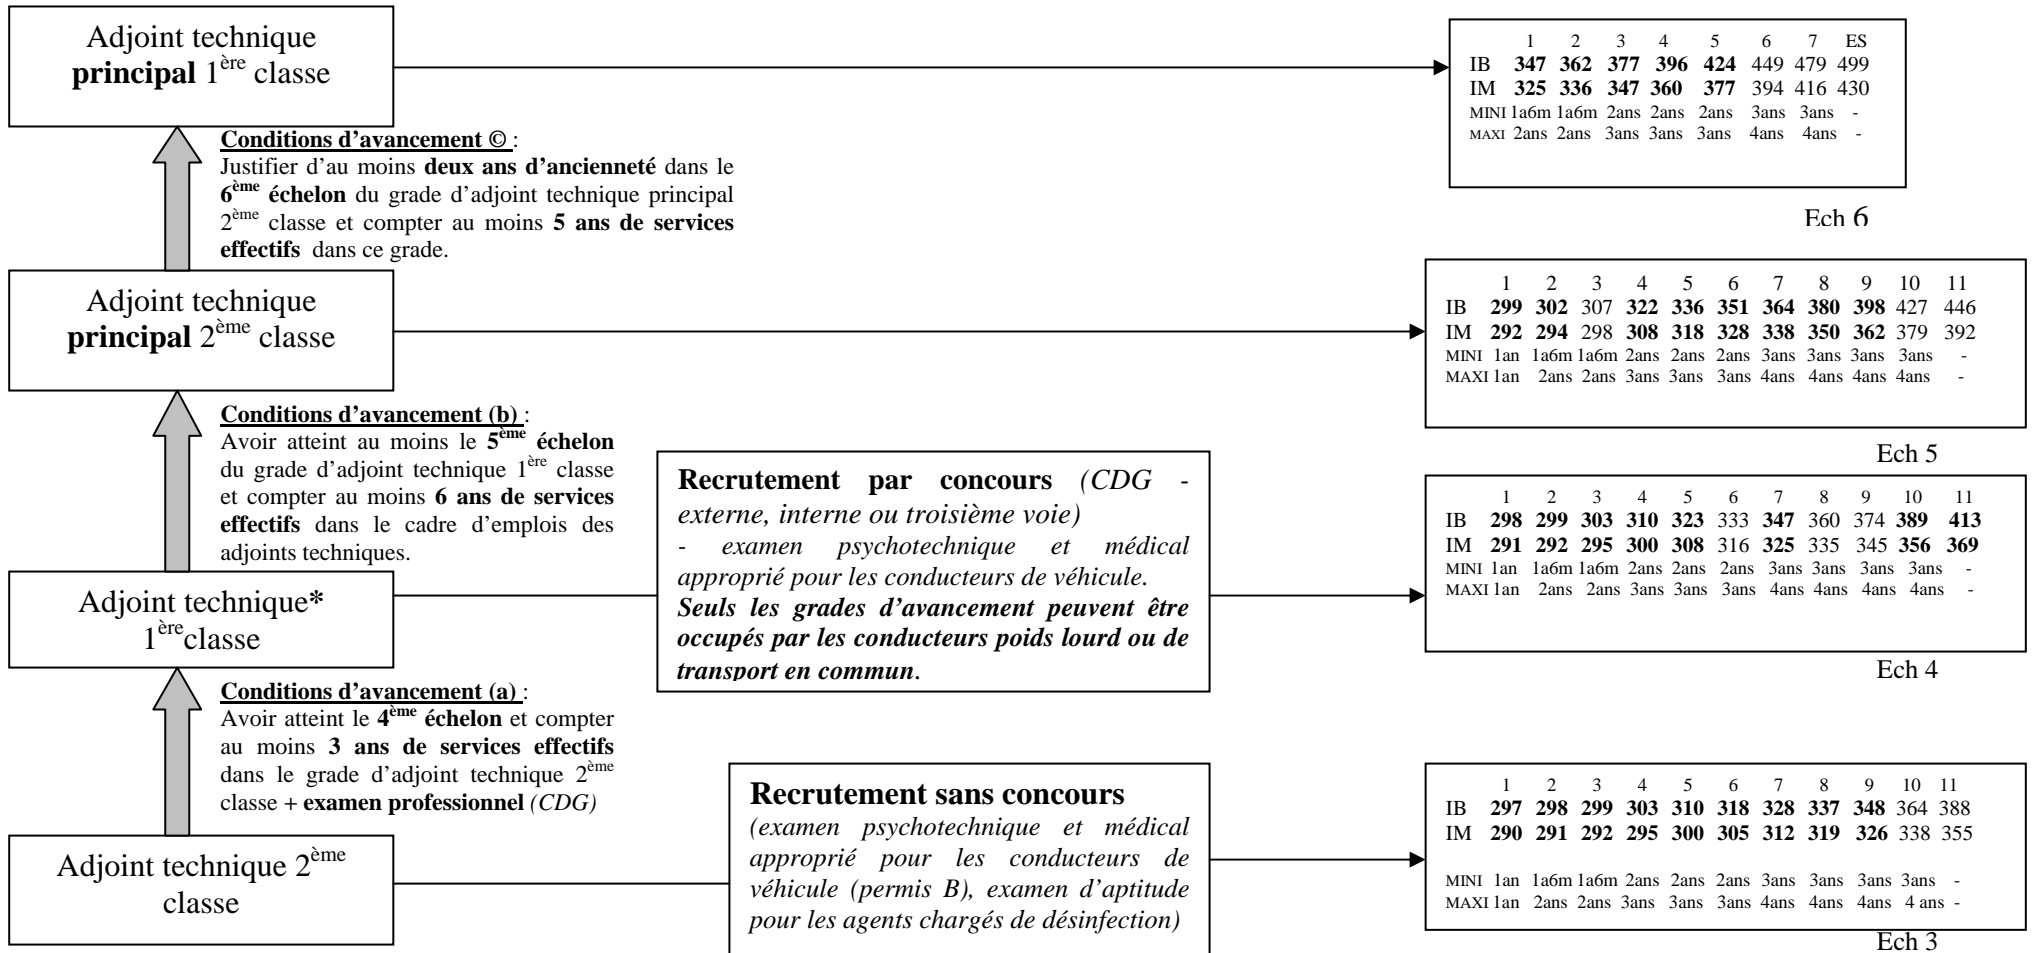 Adjoint technique
principal 1ère classe
1 2 3 4 5 6 7 ES
IB 347 362 377 396 424 449 479 499
IM 325 336 347 360 377 394 416 430
MINI 1a6m 1a6m 2ans 2ans 2ans 3ans 3ans -
MAXI 2ans 2ans 3ans 3ans 3ans 4ans 4ans -
Ech 6
Conditions d’avancement © :
Justifier d’au moins deux ans d’ancienneté dans le
6ème échelon du grade d’adjoint technique principal
2ème classe et compter au moins 5 ans de services
effectifs dans ce grade.
Adjoint technique
principal 2ème classe
1 2 3 4 5 6 7 8 9 10 11
IB 299 302 307 322 336 351 364 380 398 427 446
IM 292 294 298 308 318 328 338 350 362 379 392
MINI 1an 1a6m 1a6m 2ans 2ans 2ans 3ans 3ans 3ans 3ans -
MAXI 1an 2ans 2ans 3ans 3ans 3ans 4ans 4ans 4ans 4ans -
Ech 5
Conditions d’avancement (b) :
Avoir atteint au moins le 5ème échelon
du grade d’adjoint technique 1ère classe
et compter au moins 6 ans de services
effectifs dans le cadre d’emplois des
adjoints techniques.
Adjoint technique*
1ère classe
Recrutement par concours (CDG -
externe, interne ou troisième voie)
- examen psychotechnique et médical
approprié pour les conducteurs de véhicule.
Seuls les grades d’avancement peuvent être
occupés par les conducteurs poids lourd ou de
transport en commun.
1 2 3 4 5 6 7 8 9 10 11
IB 298 299 303 310 323 333 347 360 374 389 413
IM 291 292 295 300 308 316 325 335 345 356 369
MINI 1an 1a6m 1a6m 2ans 2ans 2ans 3ans 3ans 3ans 3ans -
MAXI 1an 2ans 2ans 3ans 3ans 3ans 4ans 4ans 4ans 4ans -
Ech 4
Conditions d’avancement (a) :
Avoir atteint le 4ème échelon et compter
au moins 3 ans de services effectifs
dans le grade d’adjoint technique 2ème
classe + examen professionnel (CDG)
Adjoint technique 2ème
classe
Recrutement sans concours
(examen psychotechnique et médical
approprié pour les conducteurs de
véhicule (permis B), examen d’aptitude
pour les agents chargés de désinfection)
1 2 3 4 5 6 7 8 9 10 11
IB 297 298 299 303 310 318 328 337 348 364 388
IM 290 291 292 295 300 305 312 319 326 338 355
MINI 1an 1a6m 1a6m 2ans 2ans 2ans 3ans 3ans 3ans 3ans -
MAXI 1an 2ans 2ans 3ans 3ans 3ans 4ans 4ans 4ans 4 ans -
Ech 3